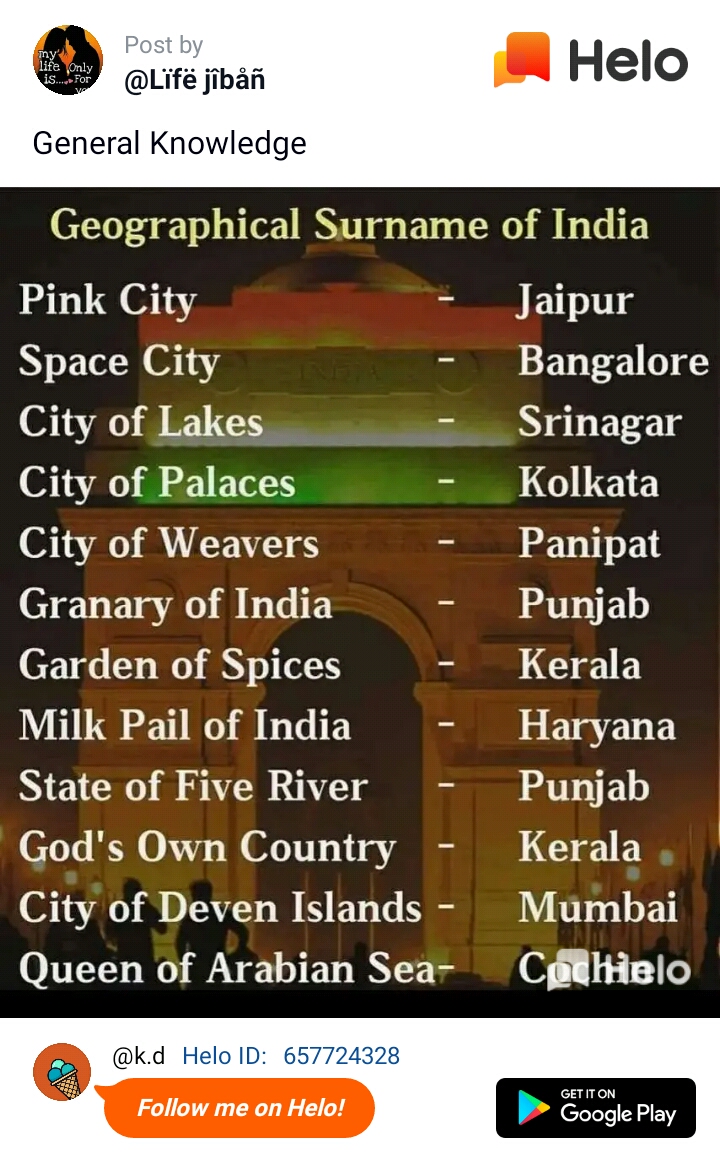 Post by
@Lïfë jîbåñ
Helo
my
life Only
is.... For
General Knowledge
Geographical Surname of India
Pink City - Jaipur
Space City - Bangalore
City of Lakes - Srinagar
City of Palaces - Kolkata
City of Weavers - Panipat
Granary of India - Punjab
Garden of Spices - Kerala
Milk Pail of India - Haryana
State of Five River - Punjab
God's Own Country - Kerala
City of Deven Islands - Mumbai
Queen of Arabian Sea- Cochin
Helo
@k.d Helo ID: 657724328
Follow me on Helo!
GET IT ON
Google Play